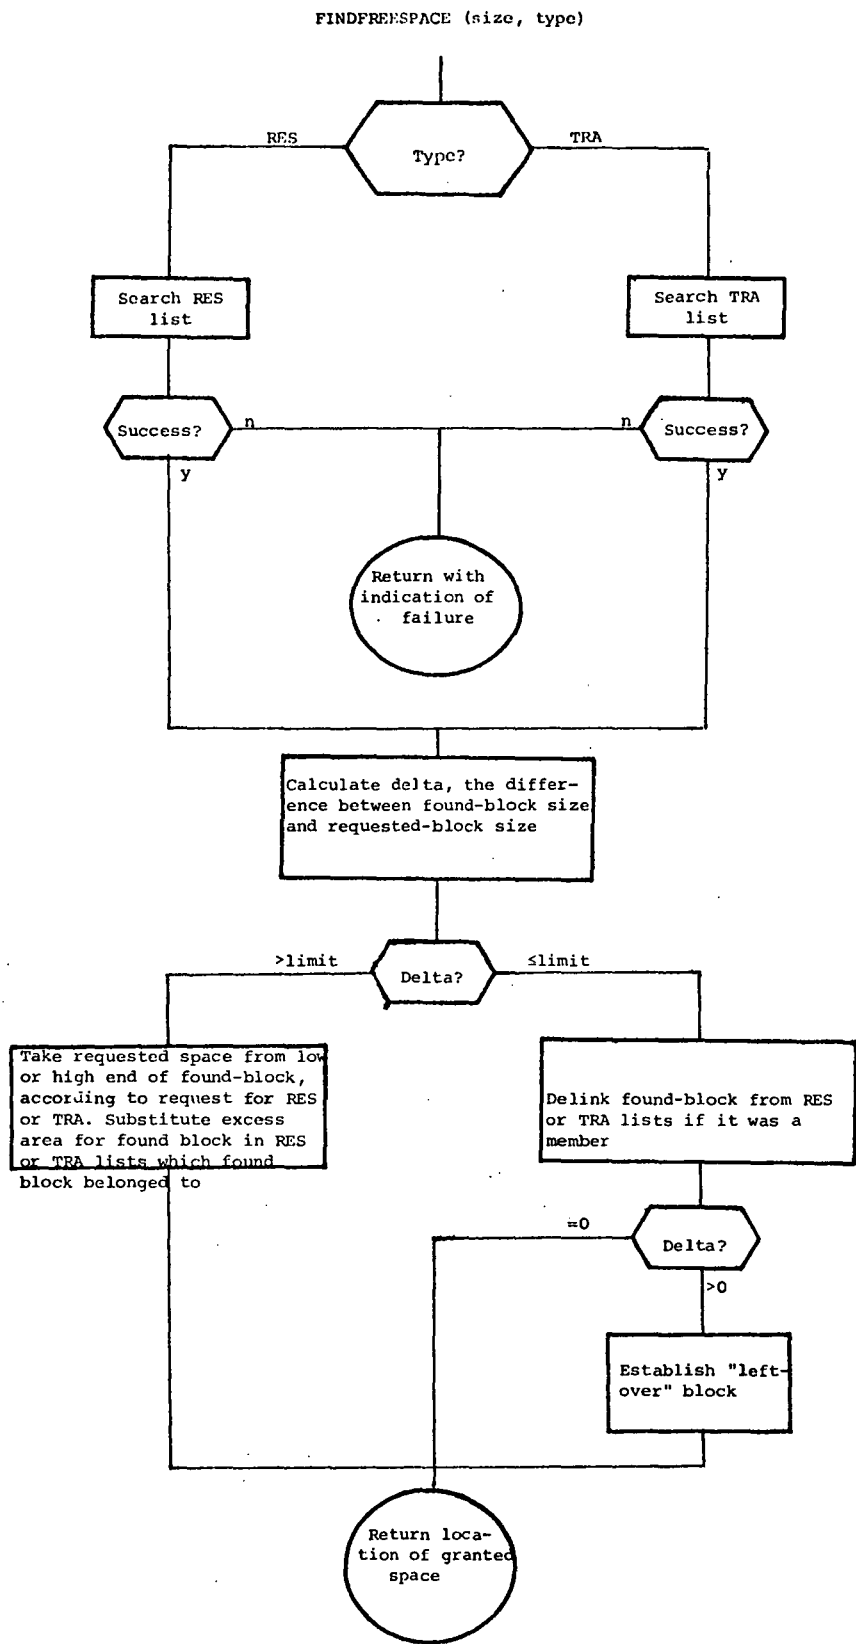 FINDFREESPACE (size, type)
RES
TRA
Type?
Search RES
list
Search TRA
list
Success?
n
n
Success?
y
y
Return with
indication of
failure
Calculate delta, the differ-
ence between found-block size
and requested-block size
>limit
≤limit
Delta?
Take requested space from low
or high end of found-block,
according to request for RES
or TRA. Substitute excess
area for found block in RES
or TRA lists which found
block belonged to
Delink found-block from RES
or TRA lists if it was a
member
=0
Delta?
>0
Establish "left-
over" block
Return loca-
tion of granted
space